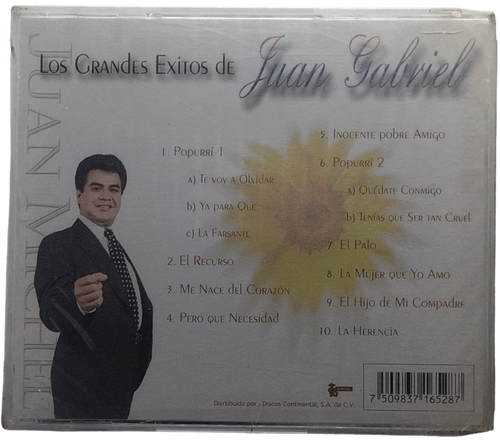 Los Grandes Exitos de Juan Gabriel
JUAN MICHEL
1. Popurrí 1
a) Te voy a Olvidar
b) Ya para Que
c) La Farsante
2. El Recurso
3. Me Nace del Corazón
4. Pero que Necesidad
5. Inocente pobre Amigo
6. Popurrí 2
a) Quédate Conmigo
b) Tenías que Ser tan Cruel
7. El Palo
8. La Mujer que Yo Amo
9. El Hijo de Mi Compadre
10. La Herencia
Distribuido por: Discos Continental, S.A. de C.V.
7 509837 165287